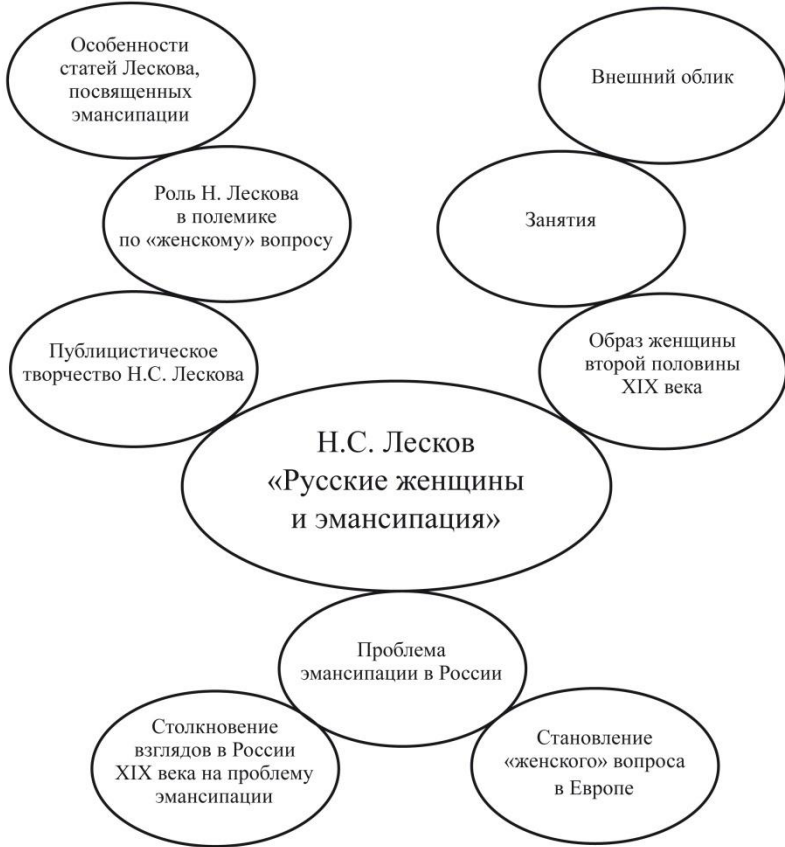 Особенности
статей Лескова,
посвященных
эмансипации
Внешний облик
Роль Н. Лескова
в полемике
по «женскому» вопросу
Занятия
Публицистическое
творчество Н.С. Лескова
Образ женщины
второй половины
XIX века
Н.С. Лесков
«Русские женщины
и эмансипация»
Проблема
эмансипации в России
Столкновение
взглядов в России
XIX века на проблему
эмансипации
Становление
«женского» вопроса
в Европе